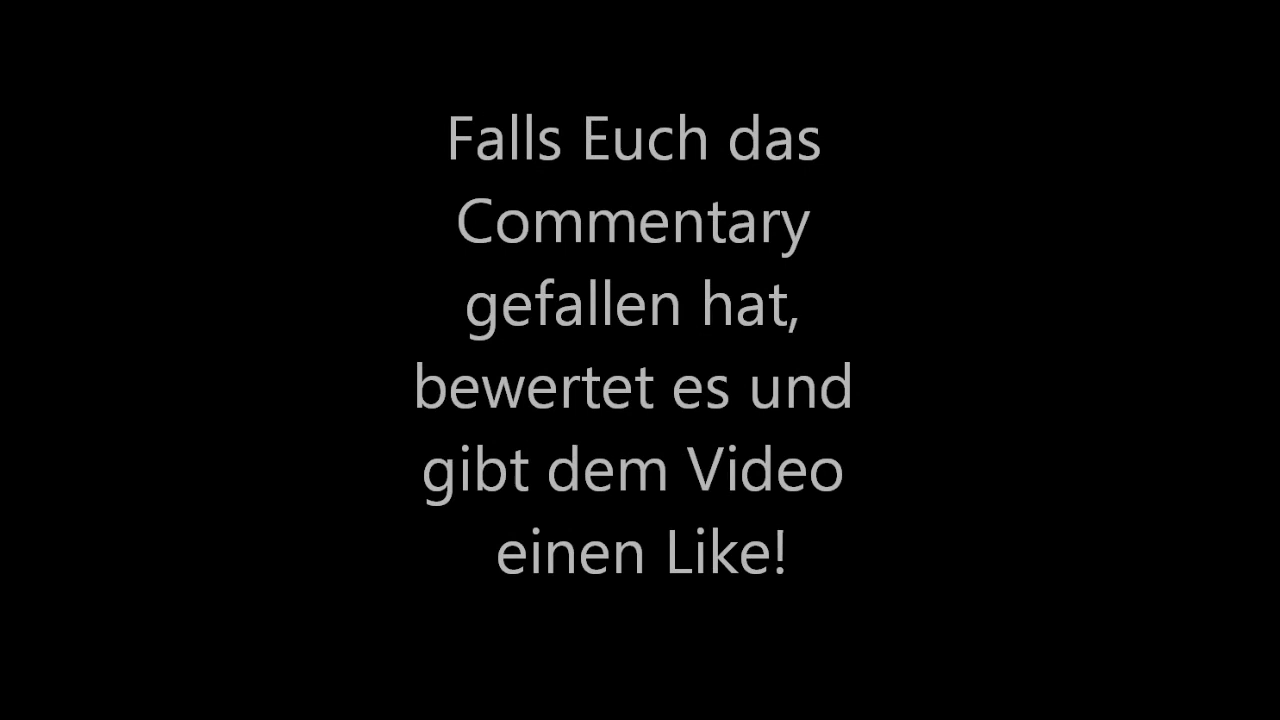 Falls Euch das
Commentary
gefallen hat,
bewertet es und
gibt dem Video
einen Like!